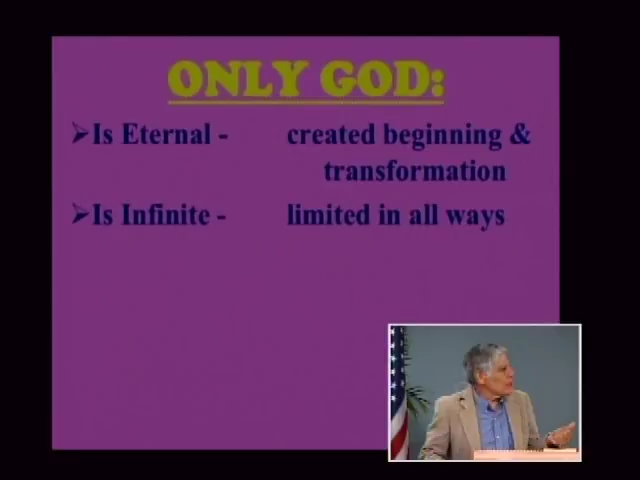 ONLY GOD:
Is Eternal - created beginning &
transformation
Is Infinite - limited in all ways